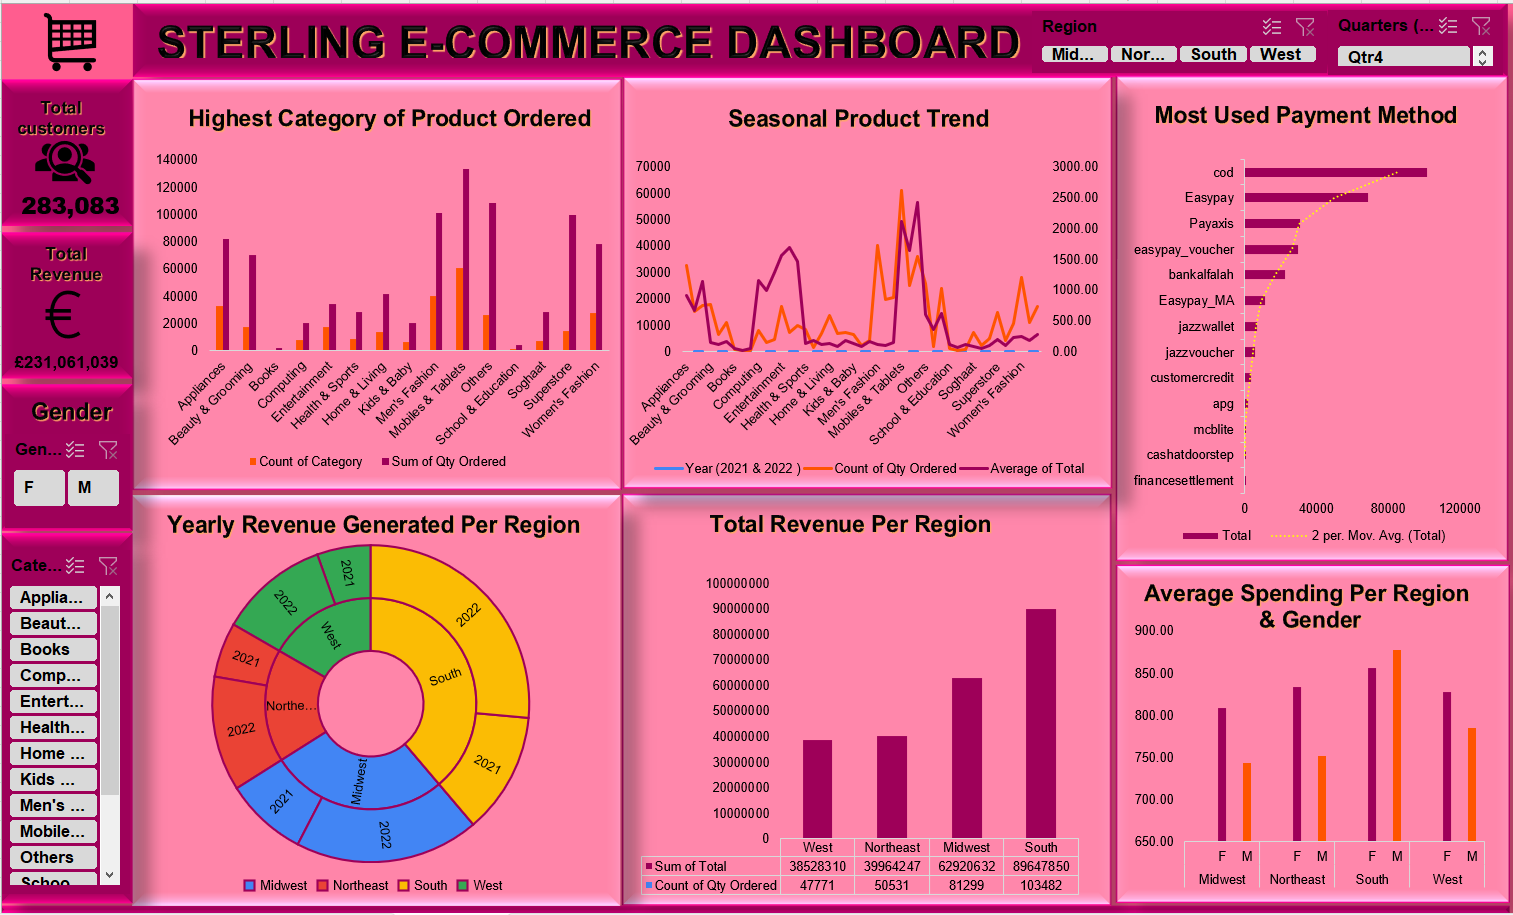 STERLING E-COMMERCE DASHBOARD
Region
Mid...
Nor...
South
West
Quarters (...
Qtr4
Total
customers
283,083
Total
Revenue
€
£231,061,039
Gender
Gen...
F
M
Cate...
Applia...
Beaut...
Books
Comp...
Entert...
Health...
Home ...
Kids ...
Men's ...
Mobile...
Others
Schoo...
Highest Category of Product Ordered
140000
120000
100000
80000
60000
40000
20000
0
Appliances
Beauty & Grooming
Books
Computing
Entertainment
Health & Sports
Home & Living
Kids & Baby
Men's Fashion
Mobiles & Tablets
Others
School & Education
Soghaat
Superstore
Women's Fashion
Count of Category
Sum of Qty Ordered
Seasonal Product Trend
70000
60000
50000
40000
30000
20000
10000
0
3000.00
2500.00
2000.00
1500.00
1000.00
500.00
0.00
Appliances
Beauty & Grooming
Books
Computing
Entertainment
Health & Sports
Home & Living
Kids & Baby
Men's Fashion
Mobiles & Tablets
Others
School & Education
Soghaat
Superstore
Women's Fashion
Year (2021 & 2022 )
Count of Qty Ordered
Average of Total
Most Used Payment Method
cod
Easypay
Payaxis
easypay_voucher
bankalfalah
Easypay_MA
jazzwallet
jazzvoucher
customercredit
apg
mcblite
cashatdoorstep
financesettlement
0 40000 80000 120000
Total
2 per. Mov. Avg. (Total)
Yearly Revenue Generated Per Region
2021
2022
2022
West
South
2021
Northe...
2022
2021
Midwest
2021
2022
Midwest
Northeast
South
West
Total Revenue Per Region
100000000
90000000
80000000
70000000
60000000
50000000
40000000
30000000
20000000
10000000
0
West Northeast Midwest South
Sum of Total 38528310 39964247 62920632 89647850
Count of Qty Ordered 47771 50531 81299 103482
Average Spending Per Region
& Gender
900.00
850.00
800.00
750.00
700.00
650.00
F M F M F M F M
Midwest Northeast South West